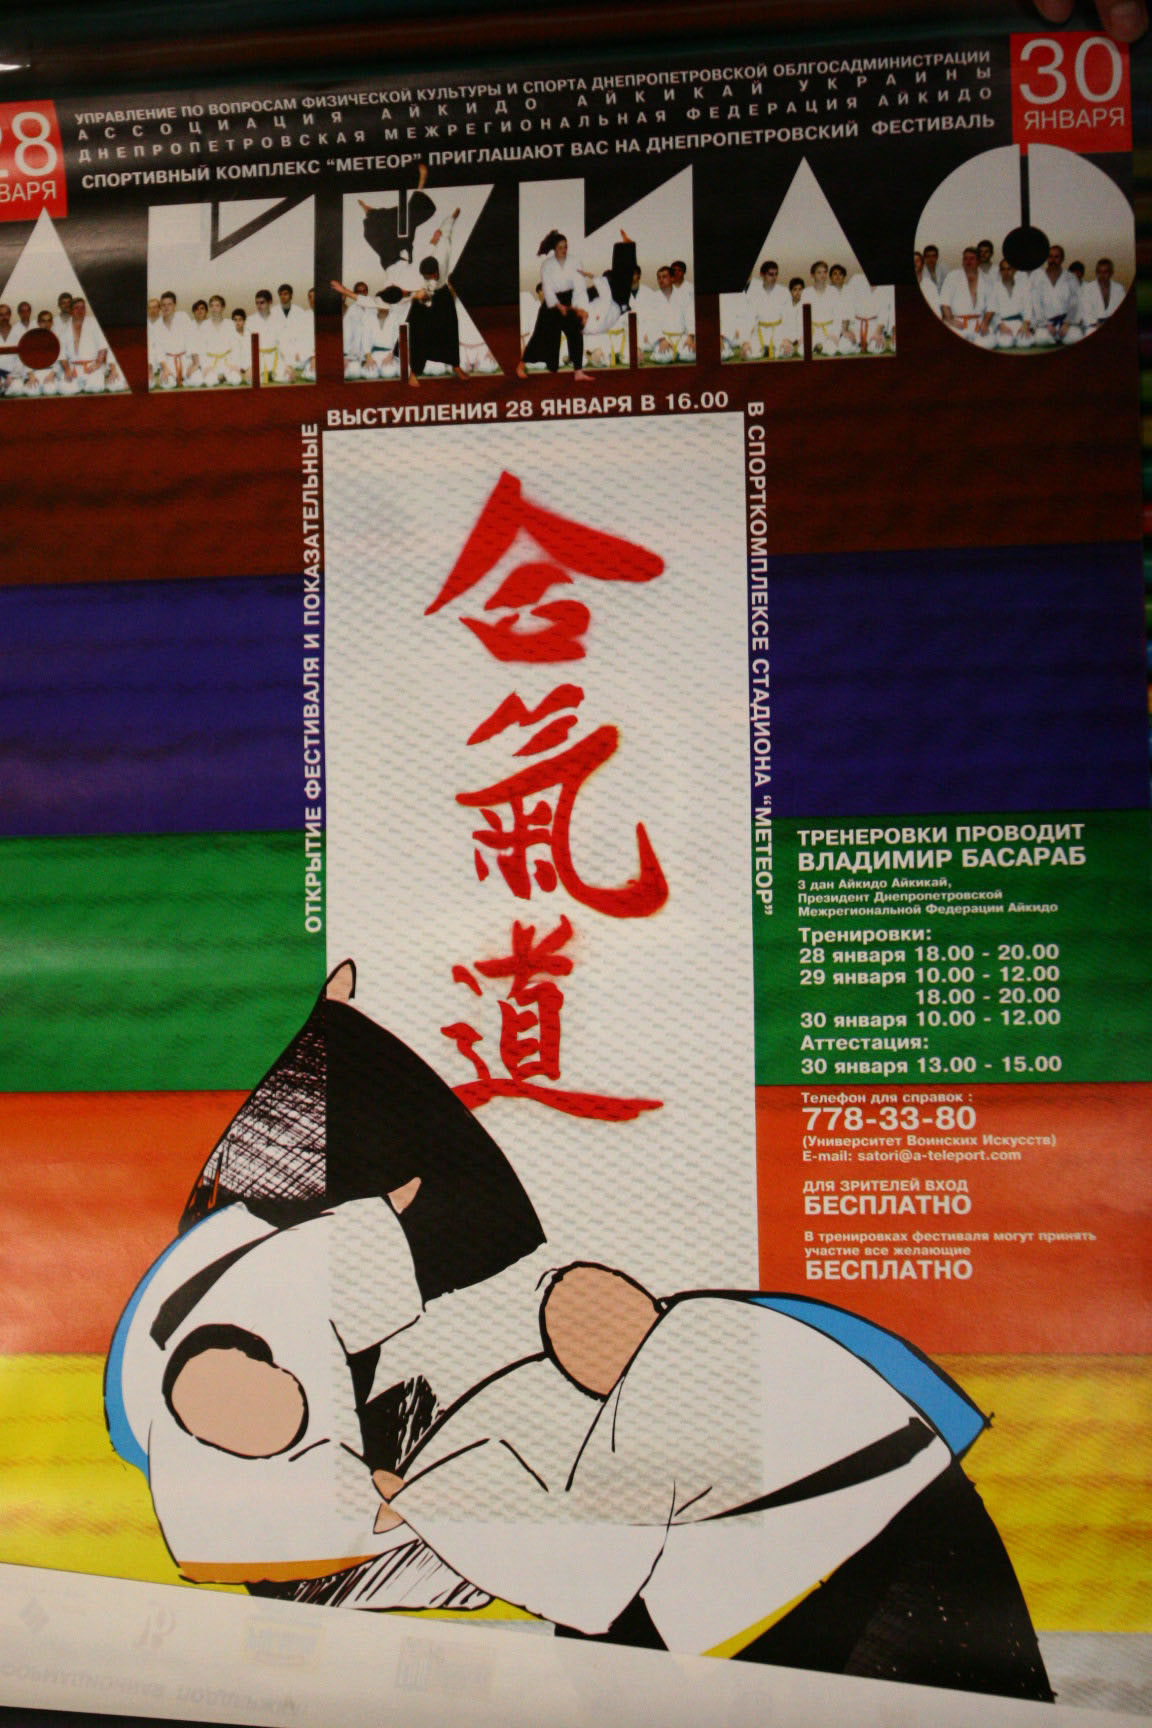 28
ЯНВАРЯ
УПРАВЛЕНИЕ ПО ВОПРОСАМ ФИЗИЧЕСКОЙ КУЛЬТУРЫ И СПОРТА ДНЕПРОПЕТРОВСКОЙ ОБЛГОСАДМИНИСТРАЦИИ
АССОЦИАЦИЯ АЙКИДО АЙКИКАЙ УКРАИНЫ
ДНЕПРОПЕТРОВСКАЯ МЕЖРЕГИОНАЛЬНАЯ ФЕДЕРАЦИЯ АЙКИДО
СПОРТИВНЫЙ КОМПЛЕКС "МЕТЕОР" ПРИГЛАШАЮТ ВАС НА ДНЕПРОПЕТРОВСКИЙ ФЕСТИВАЛЬ
30
ЯНВАРЯ
АЙКИДО
ОТКРЫТИЕ ФЕСТИВАЛЯ И ПОКАЗАТЕЛЬНЫЕ
ВЫСТУПЛЕНИЯ 28 ЯНВАРЯ В 16.00
В СПОРТКОМПЛЕКСЕ СТАДИОНА "МЕТЕОР"
合
氣
道
ТРЕНЕРОВКИ ПРОВОДИТ
ВЛАДИМИР БАСАРАБ
3 дан Айкидо Айкикай,
Президент Днепропетровской
Межрегиональной Федерации Айкидо
Тренировки:
28 января 18.00 - 20.00
29 января 10.00 - 12.00
18.00 - 20.00
30 января 10.00 - 12.00
Аттестация:
30 января 13.00 - 15.00
Телефон для справок :
778-33-80
(Университет Воинских Искусств)
E-mail: satori@a-teleport.com
ДЛЯ ЗРИТЕЛЕЙ ВХОД
БЕСПЛАТНО
В тренировках фестиваля могут принять
участие все желающие
БЕСПЛАТНО